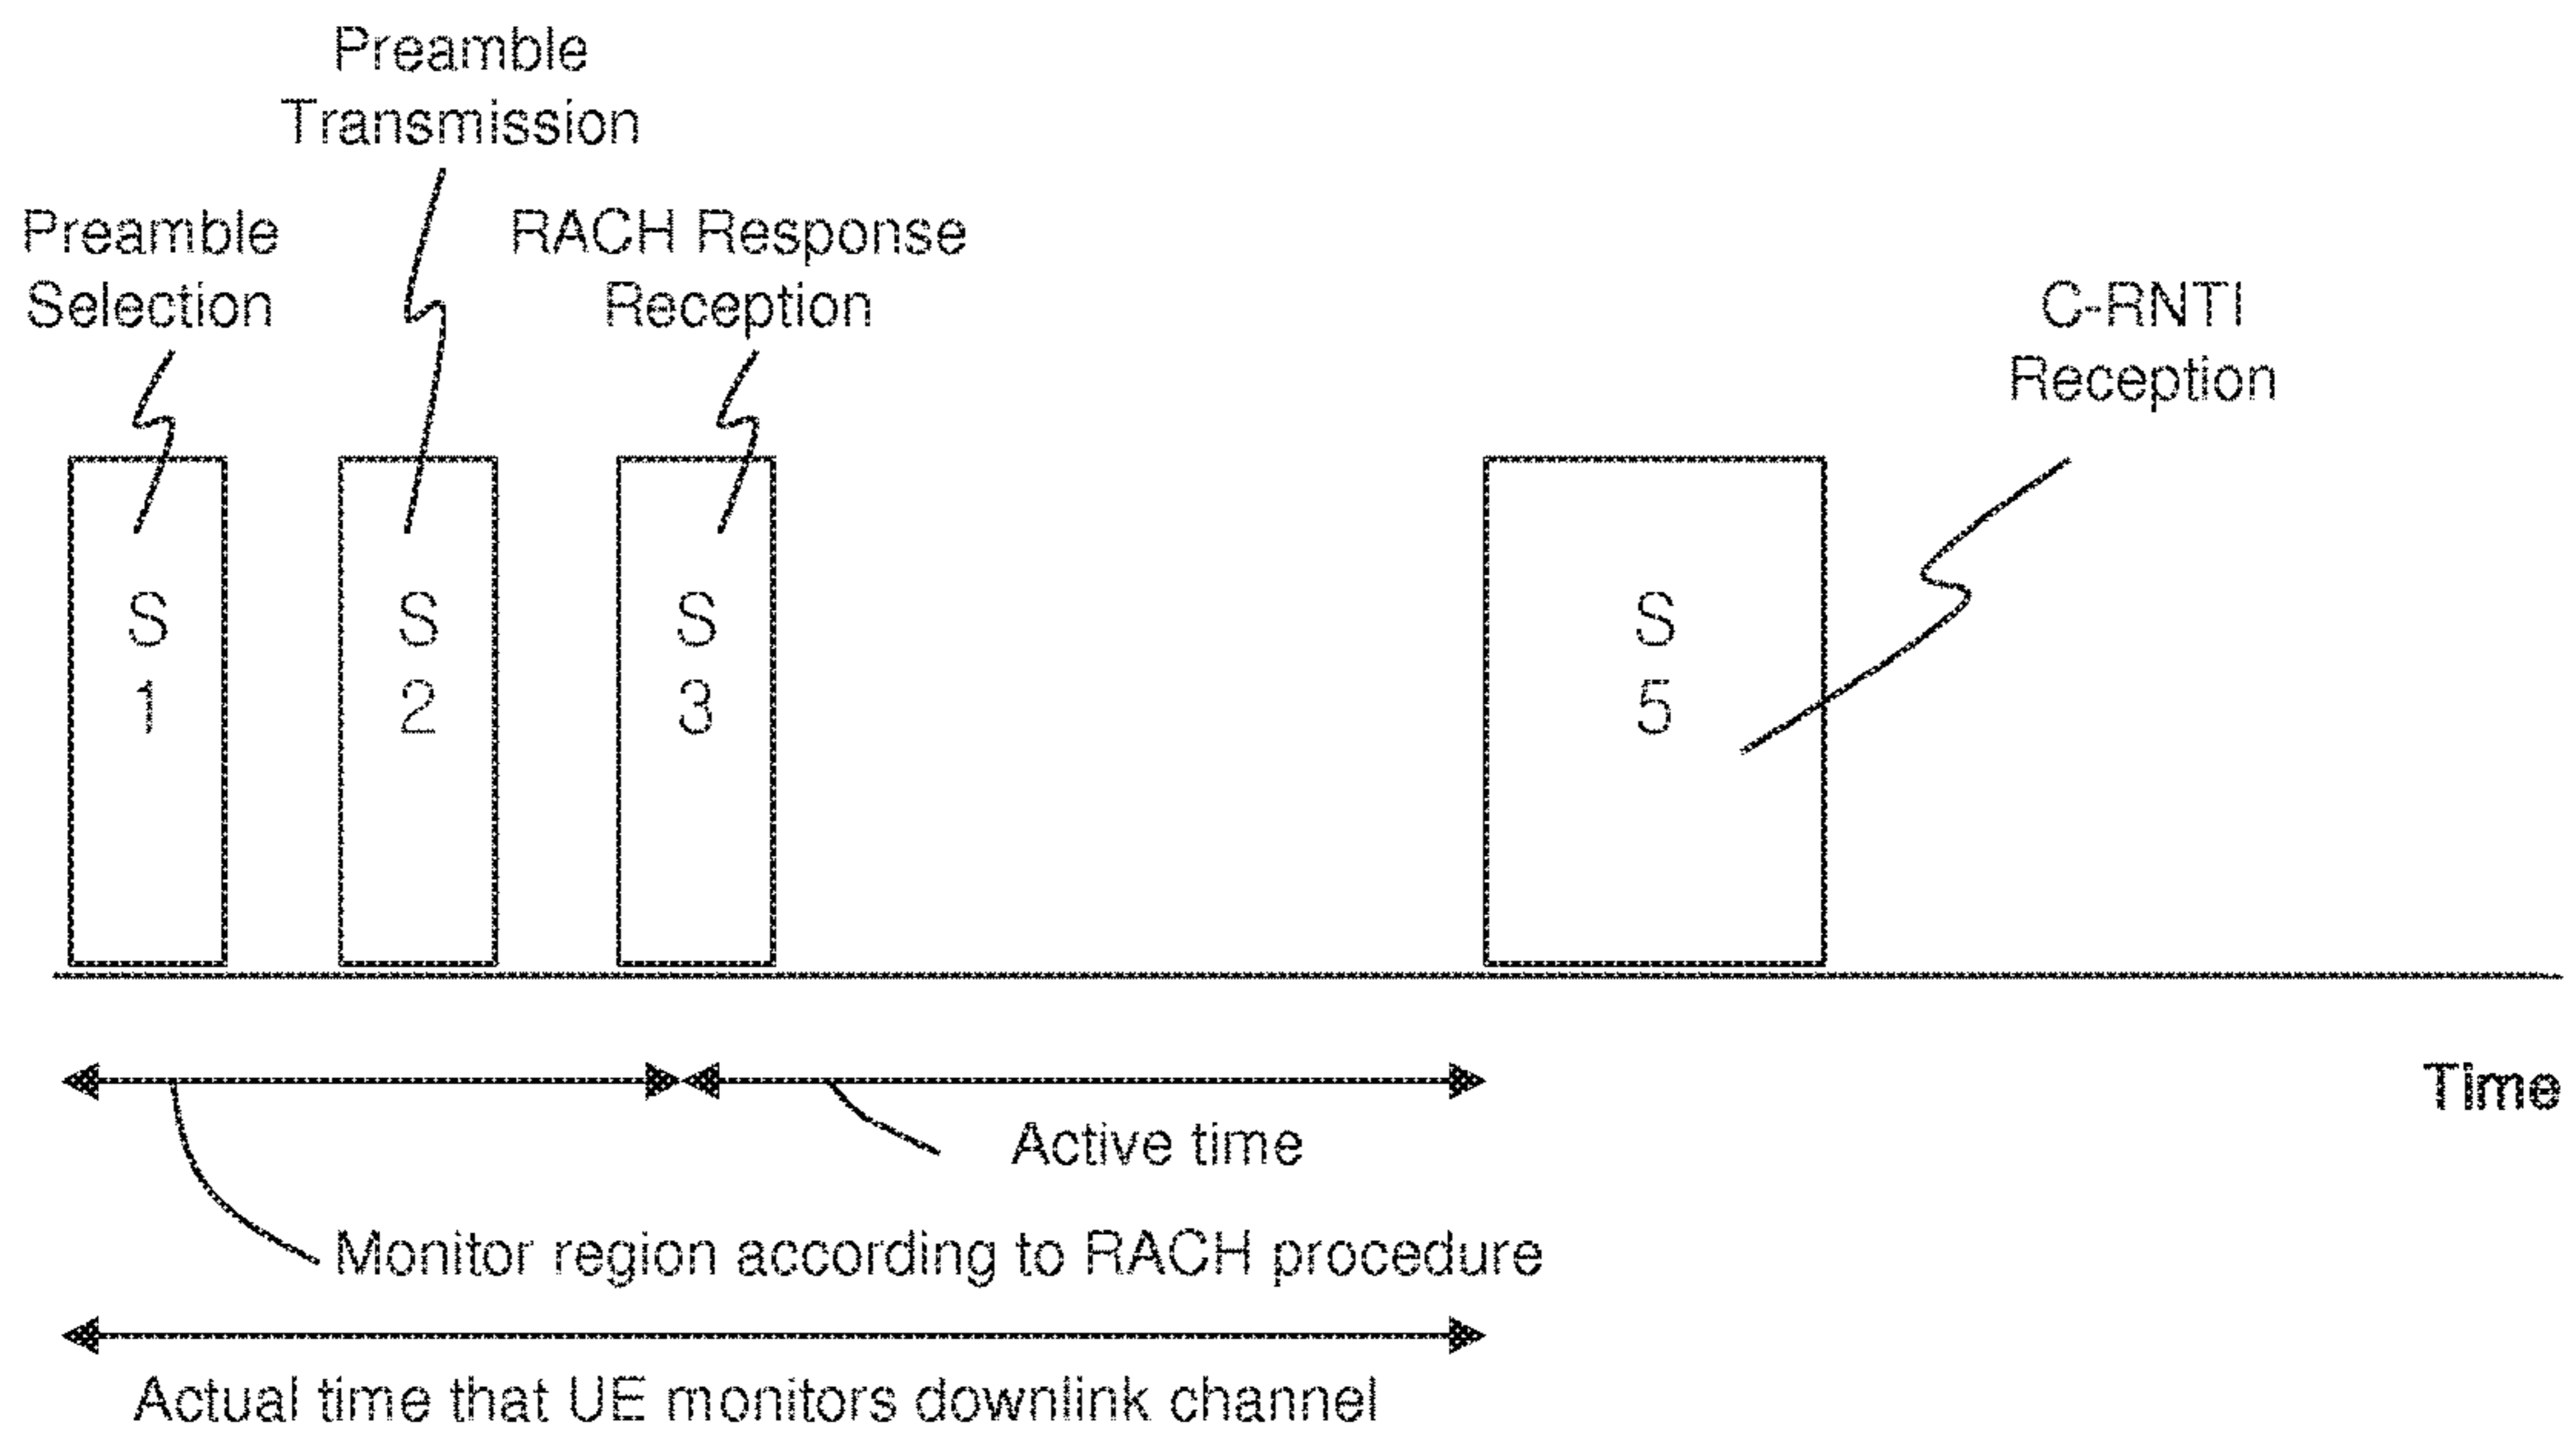 Preamble
Transmission
Preamble
Selection
RACH Response
Reception
C-RNTI
Reception
S
1
S
2
S
3
S
5
Time
Active time
Monitor region according to RACH procedure
Actual time that UE monitors downlink channel